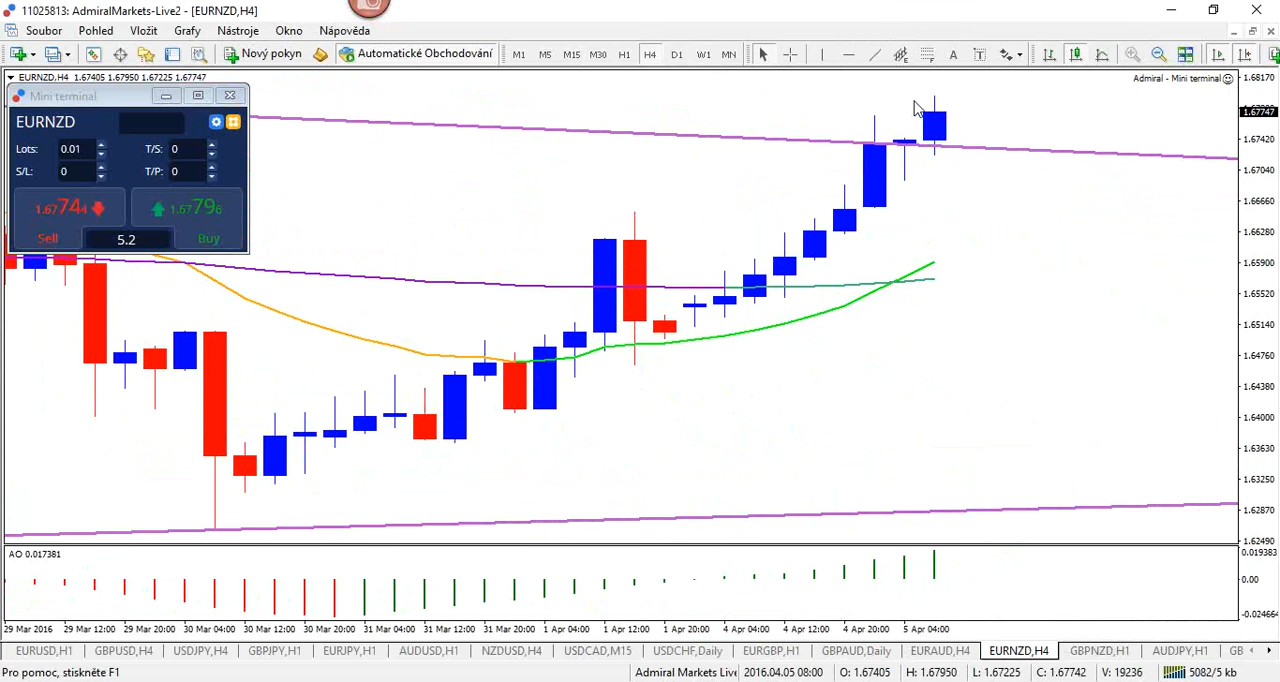 11025813: AdmiralMarkets-Live2 - [EURNZD,H4]
Soubor Pohled Vložit Grafy Nástroje Okno Nápověda
Nový pokyn Automatické Obchodování M1 M5 M15 M30 H1 H4 D1 W1 MN A T
EURNZD,H4 1.67405 1.67950 1.67225 1.67747
Admiral - Mini terminal
Mini terminal
EURNZD
Lots: 0.01 T/S: 0
S/L: 0 T/P: 0
1.67744 1.67796
Sell 5.2 Buy
1.68170
1.67747
1.67420
1.67040
1.66660
1.66280
1.65900
1.65520
1.65140
1.64760
1.64380
1.64000
1.63630
1.63250
1.62870
1.62490
AO 0.017381
0.019383
0.00
-0.024664
29 Mar 2016 29 Mar 12:00 29 Mar 20:00 30 Mar 04:00 30 Mar 12:00 30 Mar 20:00 31 Mar 04:00 31 Mar 12:00 31 Mar 20:00 1 Apr 04:00 1 Apr 12:00 1 Apr 20:00 4 Apr 04:00 4 Apr 12:00 4 Apr 20:00 5 Apr 04:00
EURUSD,H1 GBPUSD,H4 USDJPY,H4 GBPJPY,H1 EURJPY,H1 AUDUSD,H1 NZDUSD,H4 USDCAD,M15 USDCHF,Daily EURGBP,H1 GBPAUD,Daily EURAUD,H4 EURNZD,H4 GBPNZD,H1 AUDJPY,H1 GB
Pro pomoc, stiskněte F1 Admiral Markets Live 2016.04.05 08:00 O: 1.67405 H: 1.67950 L: 1.67225 C: 1.67742 V: 19236 5082/5 kb